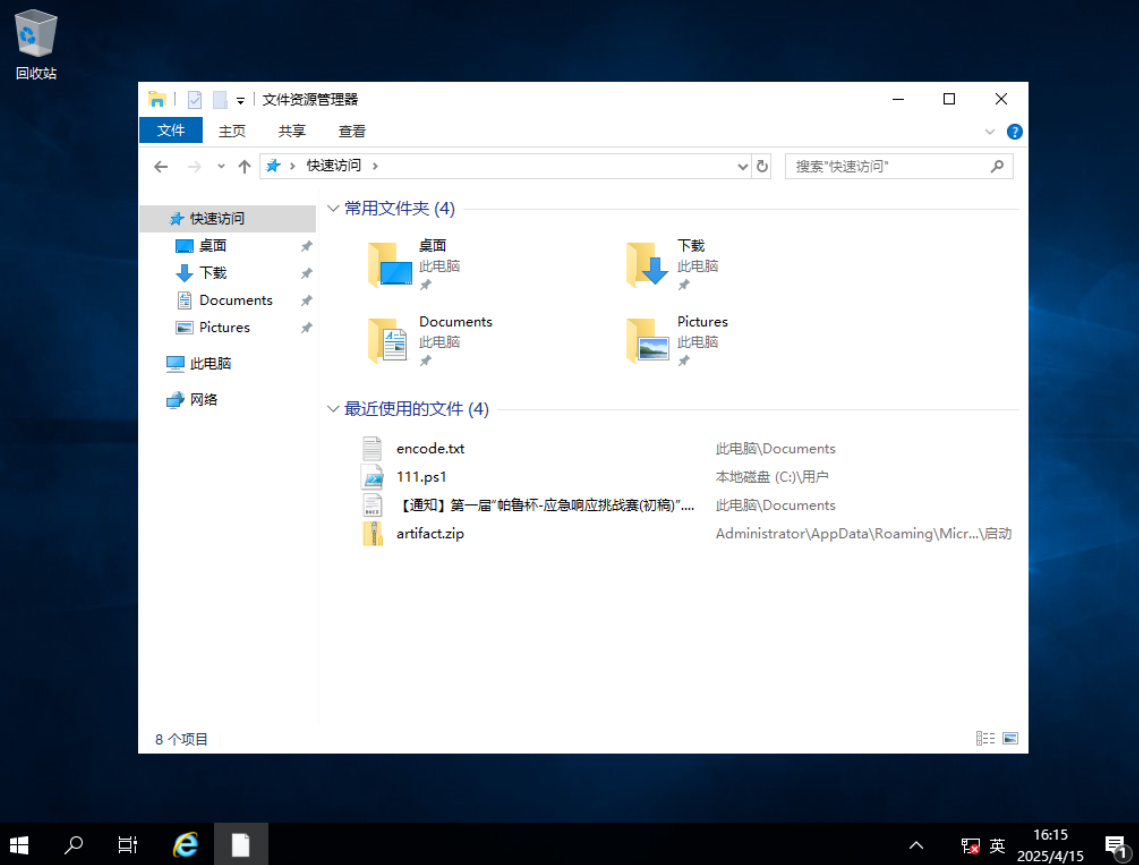 回收站
文件资源管理器
文件 主页 共享 查看
快速访问
搜索"快速访问"
快速访问
桌面
下载
Documents
Pictures
此电脑
网络
常用文件夹 (4)
桌面
此电脑
下载
此电脑
Documents
此电脑
Pictures
此电脑
最近使用的文件 (4)
encode.txt 此电脑\Documents
111.ps1 本地磁盘 (C:)\用户
【通知】第一届"帕鲁杯-应急响应挑战赛(初稿)".... 此电脑\Documents
artifact.zip Administrator\AppData\Roaming\Micr...\启动
8 个项目
英
16:15
2025/4/15
1